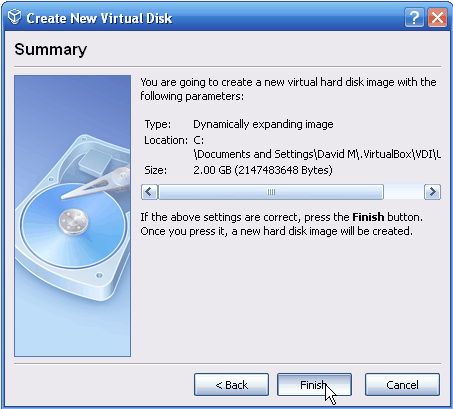 Create New Virtual Disk
Summary
You are going to create a new virtual hard disk image with the
following parameters:
Type: Dynamically expanding image
Location: C:
\Documents and Settings\David M\.VirtualBox\VDI\
Size: 2.00 GB (2147483648 Bytes)
If the above settings are correct, press the Finish button.
Once you press it, a new hard disk image will be created.
< Back Finish Cancel